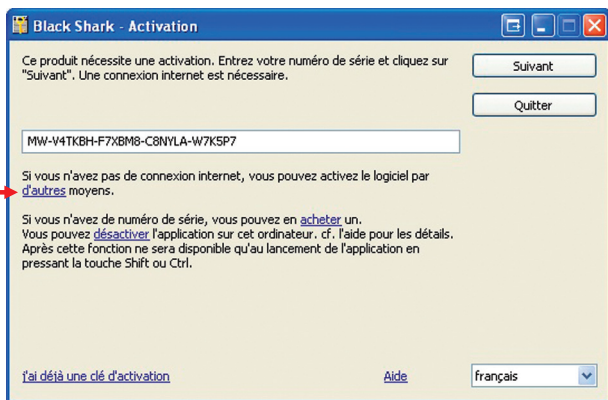 Black Shark - Activation
Ce produit nécessite une activation. Entrez votre numéro de série et cliquez sur
"Suivant". Une connexion internet est nécessaire.
Suivant
Quitter
MW-V4TKBH-F7XBM8-C8NYLA-W7K5P7
Si vous n'avez pas de connexion internet, vous pouvez activez le logiciel par
d'autres moyens.
Si vous n'avez de numéro de série, vous pouvez en acheter un.
Vous pouvez désactiver l'application sur cet ordinateur. cf. l'aide pour les détails.
Après cette fonction ne sera disponible qu'au lancement de l'application en
pressant la touche Shift ou Ctrl.
j'ai déjà une clé d'activation
Aide
français